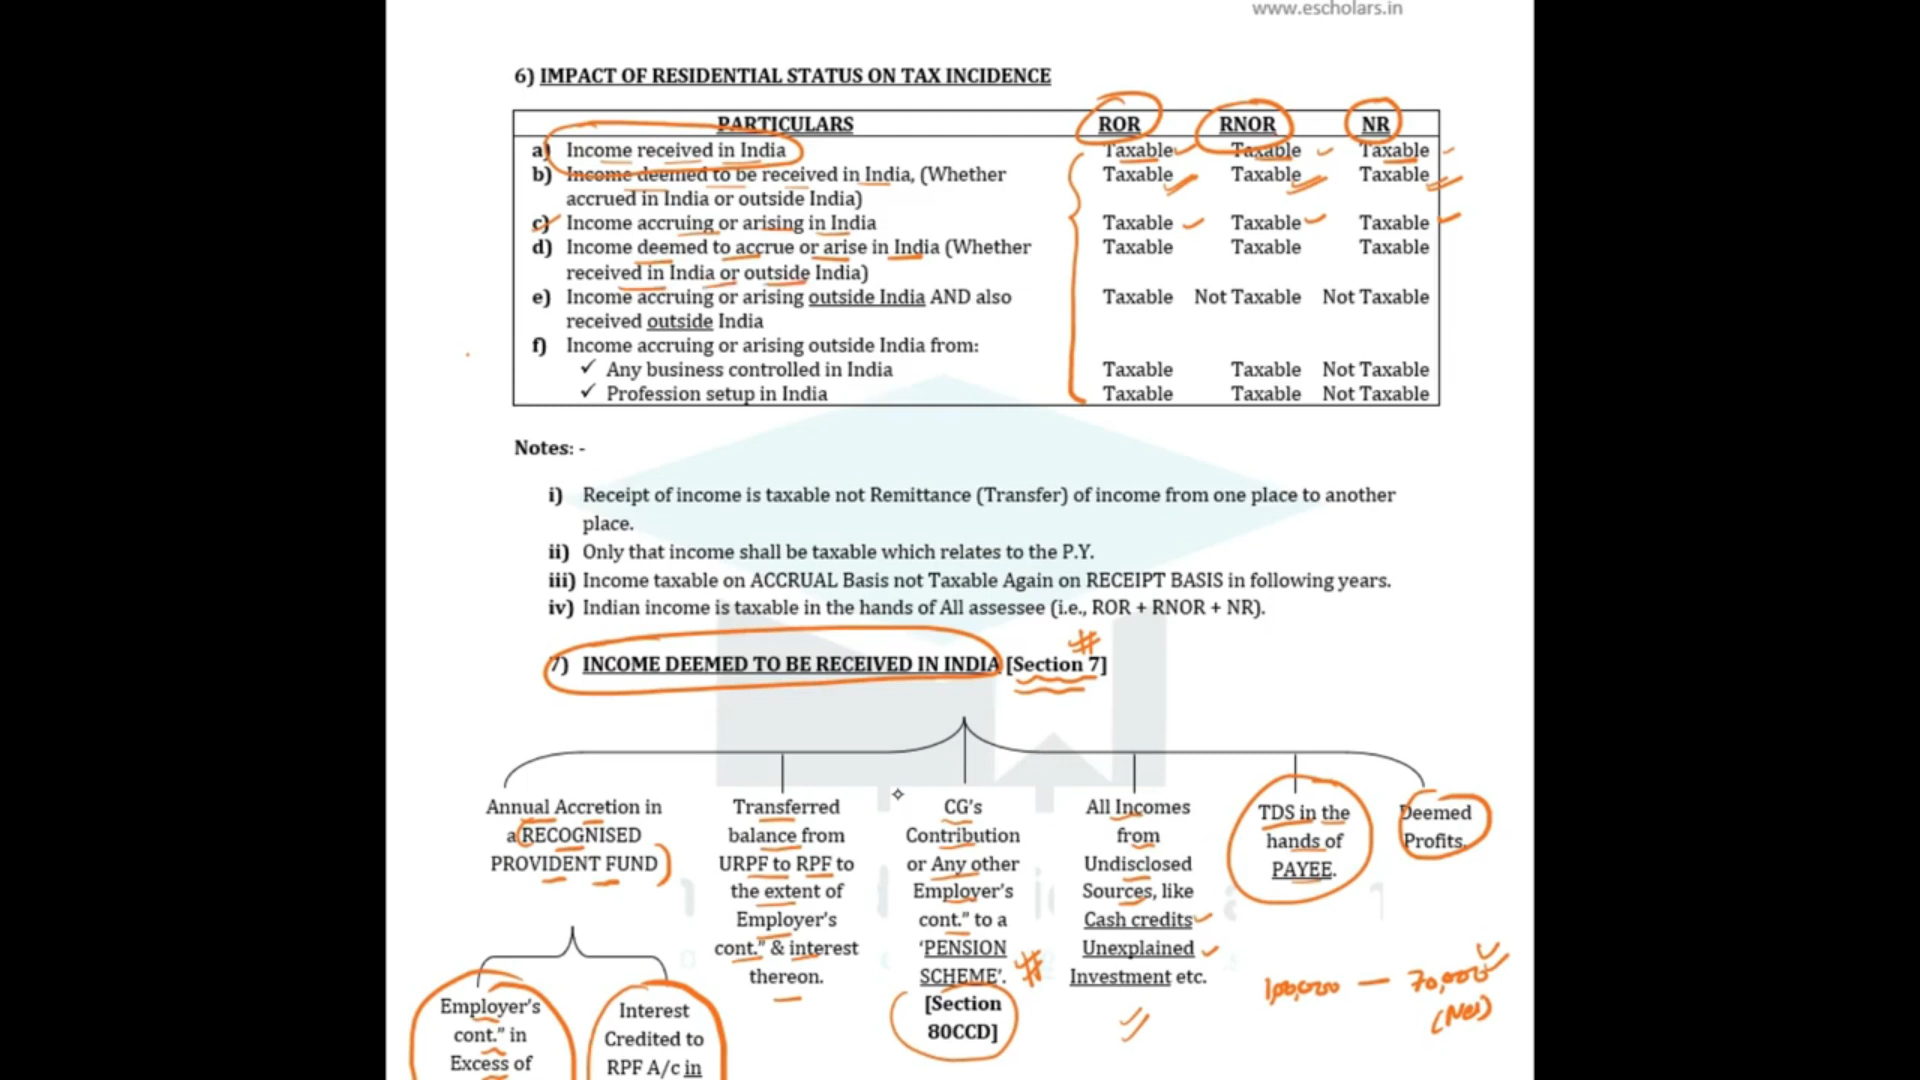 www.escholars.in
6) IMPACT OF RESIDENTIAL STATUS ON TAX INCIDENCE
PARTICULARS ROR RNOR NR
a) Income received in India Taxable Taxable Taxable
b) Income deemed to be received in India, (Whether Taxable Taxable Taxable
accrued in India or outside India)
c) Income accruing or arising in India Taxable Taxable Taxable
d) Income deemed to accrue or arise in India (Whether Taxable Taxable Taxable
received in India or outside India)
e) Income accruing or arising outside India AND also Taxable Not Taxable Not Taxable
received outside India
f) Income accruing or arising outside India from:
✓ Any business controlled in India Taxable Taxable Not Taxable
✓ Profession setup in India Taxable Taxable Not Taxable
Notes: -
i) Receipt of income is taxable not Remittance (Transfer) of income from one place to another
place.
ii) Only that income shall be taxable which relates to the P.Y.
iii) Income taxable on ACCRUAL Basis not Taxable Again on RECEIPT BASIS in following years.
iv) Indian income is taxable in the hands of All assessee (i.e., ROR + RNOR + NR).
#
7) INCOME DEEMED TO BE RECEIVED IN INDIA [Section 7]
Annual Accretion in
a RECOGNISED
PROVIDENT FUND
Employer's
cont." in
Excess of
Interest
Credited to
RPF A/c in
Transferred
balance from
URPF to RPF to
the extent of
Employer's
cont." & interest
thereon.
CG's
Contribution
or Any other
Employer's
cont." to a
'PENSION
SCHEME'. #
[Section
80CCD]
All Incomes
from
Undisclosed
Sources, like
Cash credits
Unexplained
Investment etc.
TDS in the
hands of
PAYEE.
Deemed
Profits.
1,00,000 — 70,000
(Net)